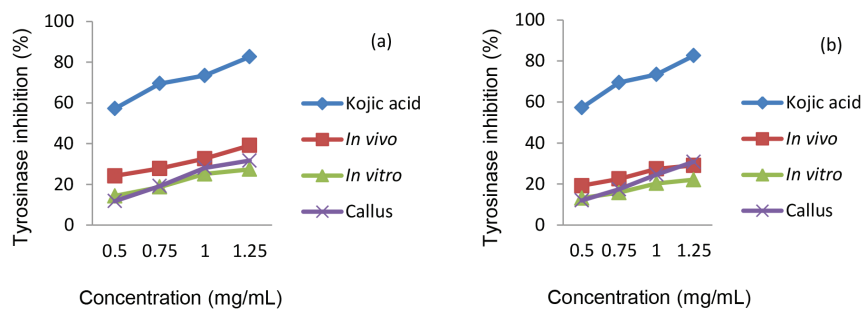 100
80
60
40
20
0
Tyrosinase inhibition (%)
(a)
Kojic acid
In vivo
In vitro
Callus
0.5 0.75 1 1.25
Concentration (mg/mL)
100
80
60
40
20
0
Tyrosinase inhibition (%)
(b)
Kojic acid
In vivo
In vitro
Callus
0.5 0.75 1 1.25
Concentration (mg/mL)